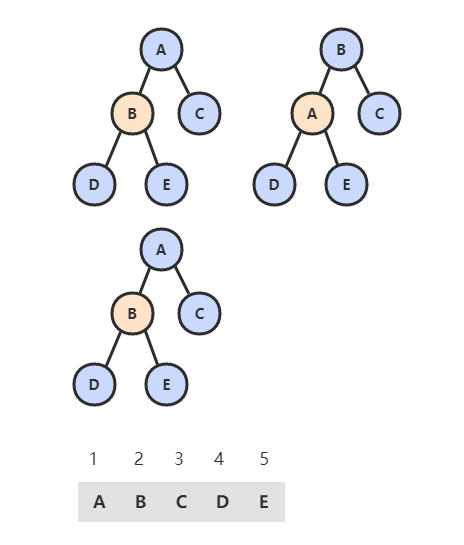 A B
B C A C
D E D E
A
B C
D E
1 2 3 4 5
A B C D E